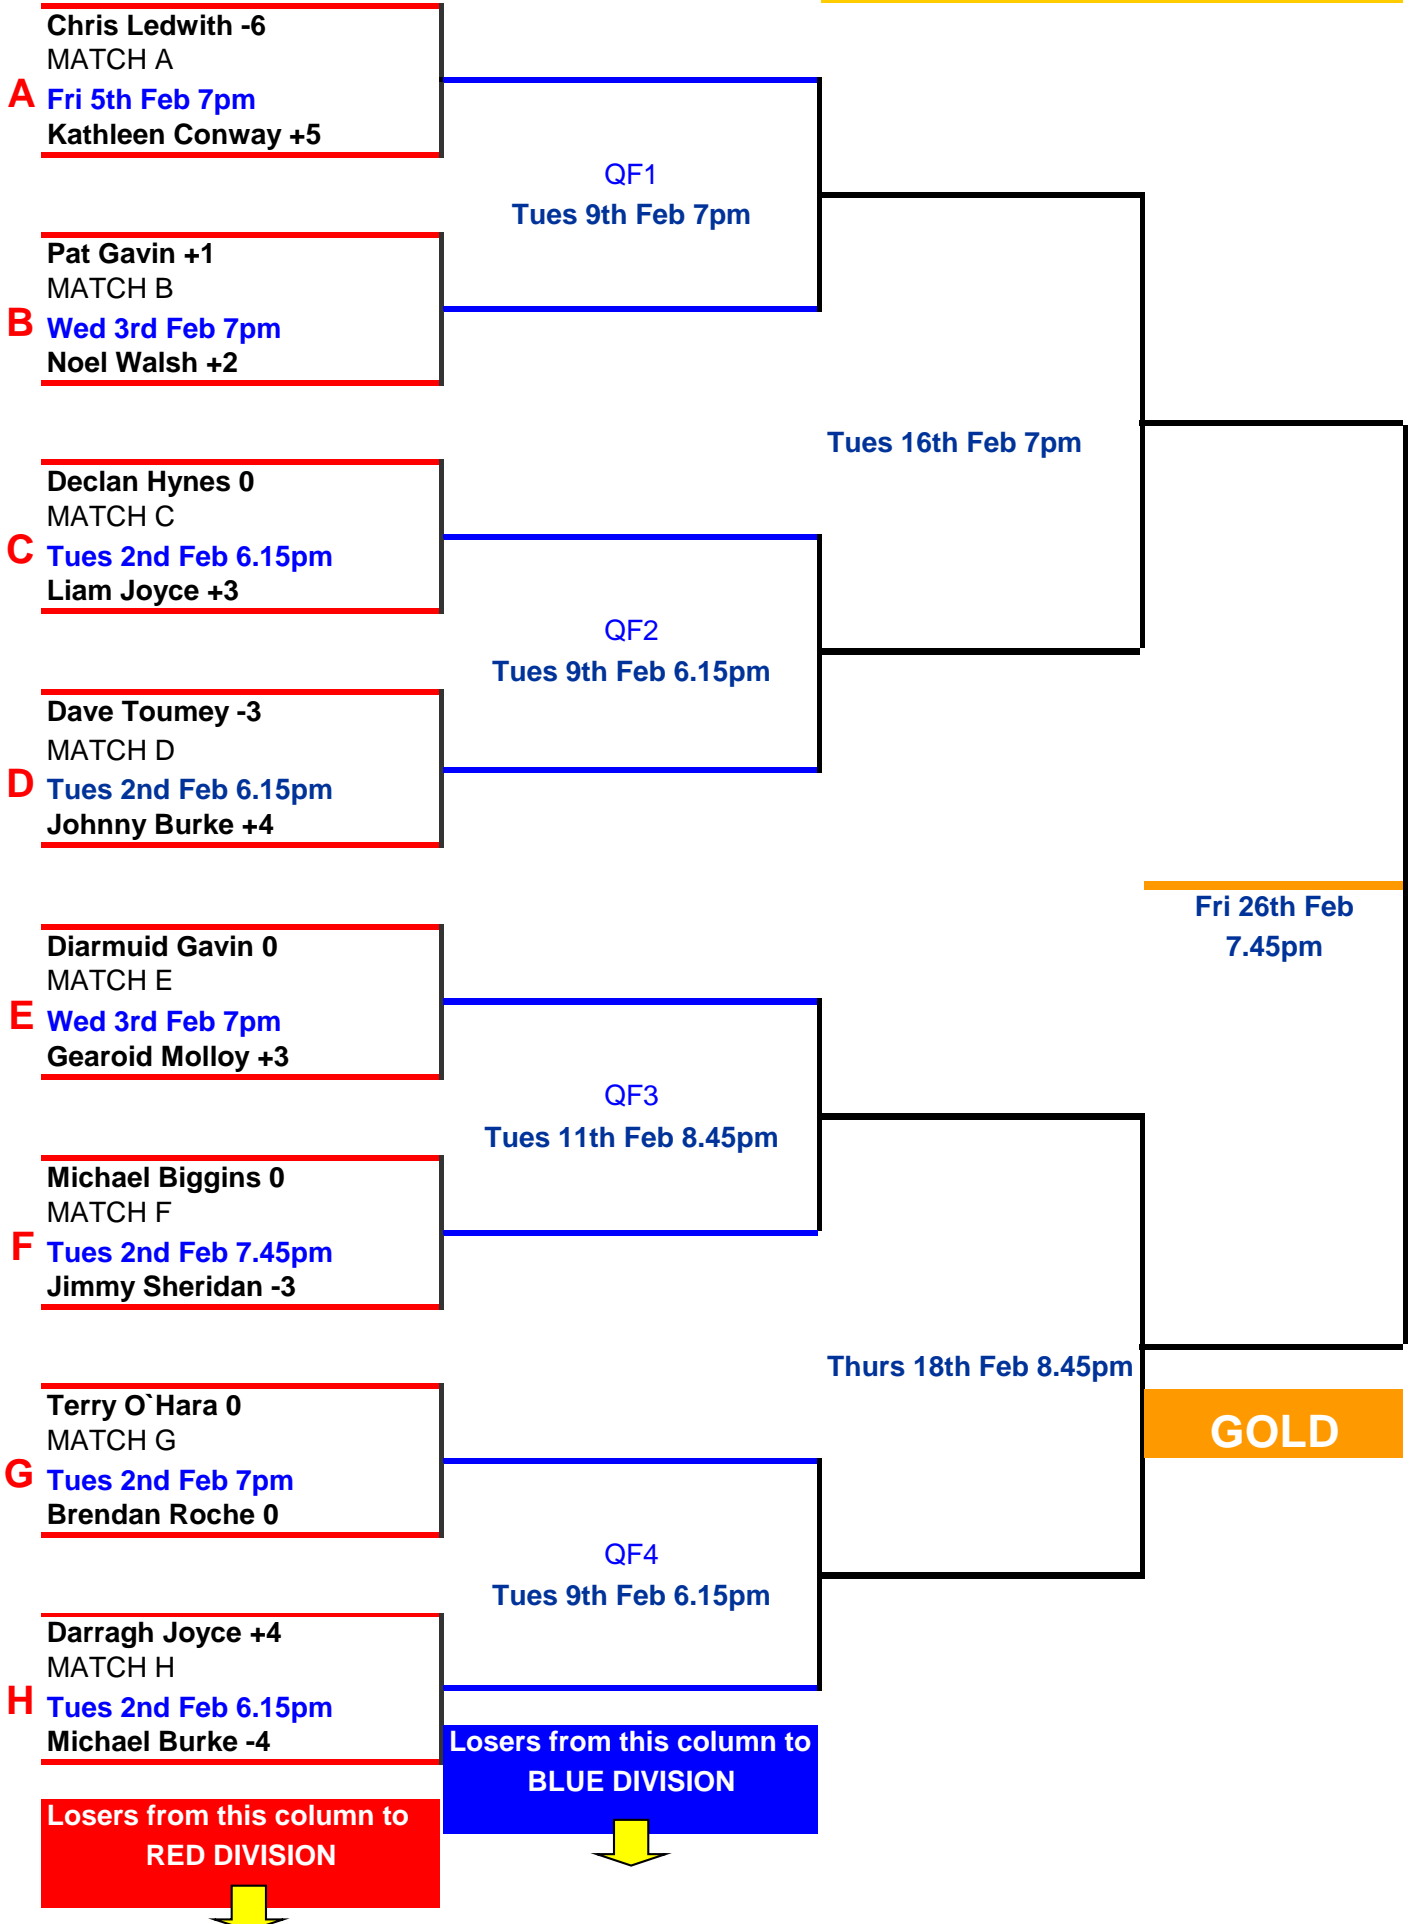 Chris Ledwith -6
MATCH A
A
Fri 5th Feb 7pm
Kathleen Conway +5
QF1
Tues 9th Feb 7pm
Pat Gavin +1
MATCH B
B
Wed 3rd Feb 7pm
Noel Walsh +2
Tues 16th Feb 7pm
Declan Hynes 0
MATCH C
C
Tues 2nd Feb 6.15pm
Liam Joyce +3
QF2
Tues 9th Feb 6.15pm
Dave Toumey -3
MATCH D
D
Tues 2nd Feb 6.15pm
Johnny Burke +4
Fri 26th Feb
7.45pm
Diarmuid Gavin 0
MATCH E
E
Wed 3rd Feb 7pm
Gearoid Molloy +3
QF3
Tues 11th Feb 8.45pm
Michael Biggins 0
MATCH F
F
Tues 2nd Feb 7.45pm
Jimmy Sheridan -3
Thurs 18th Feb 8.45pm
GOLD
Terry O`Hara 0
MATCH G
G
Tues 2nd Feb 7pm
Brendan Roche 0
QF4
Tues 9th Feb 6.15pm
Darragh Joyce +4
MATCH H
H
Tues 2nd Feb 6.15pm
Michael Burke -4
Losers from this column to
BLUE DIVISION
Losers from this column to
RED DIVISION